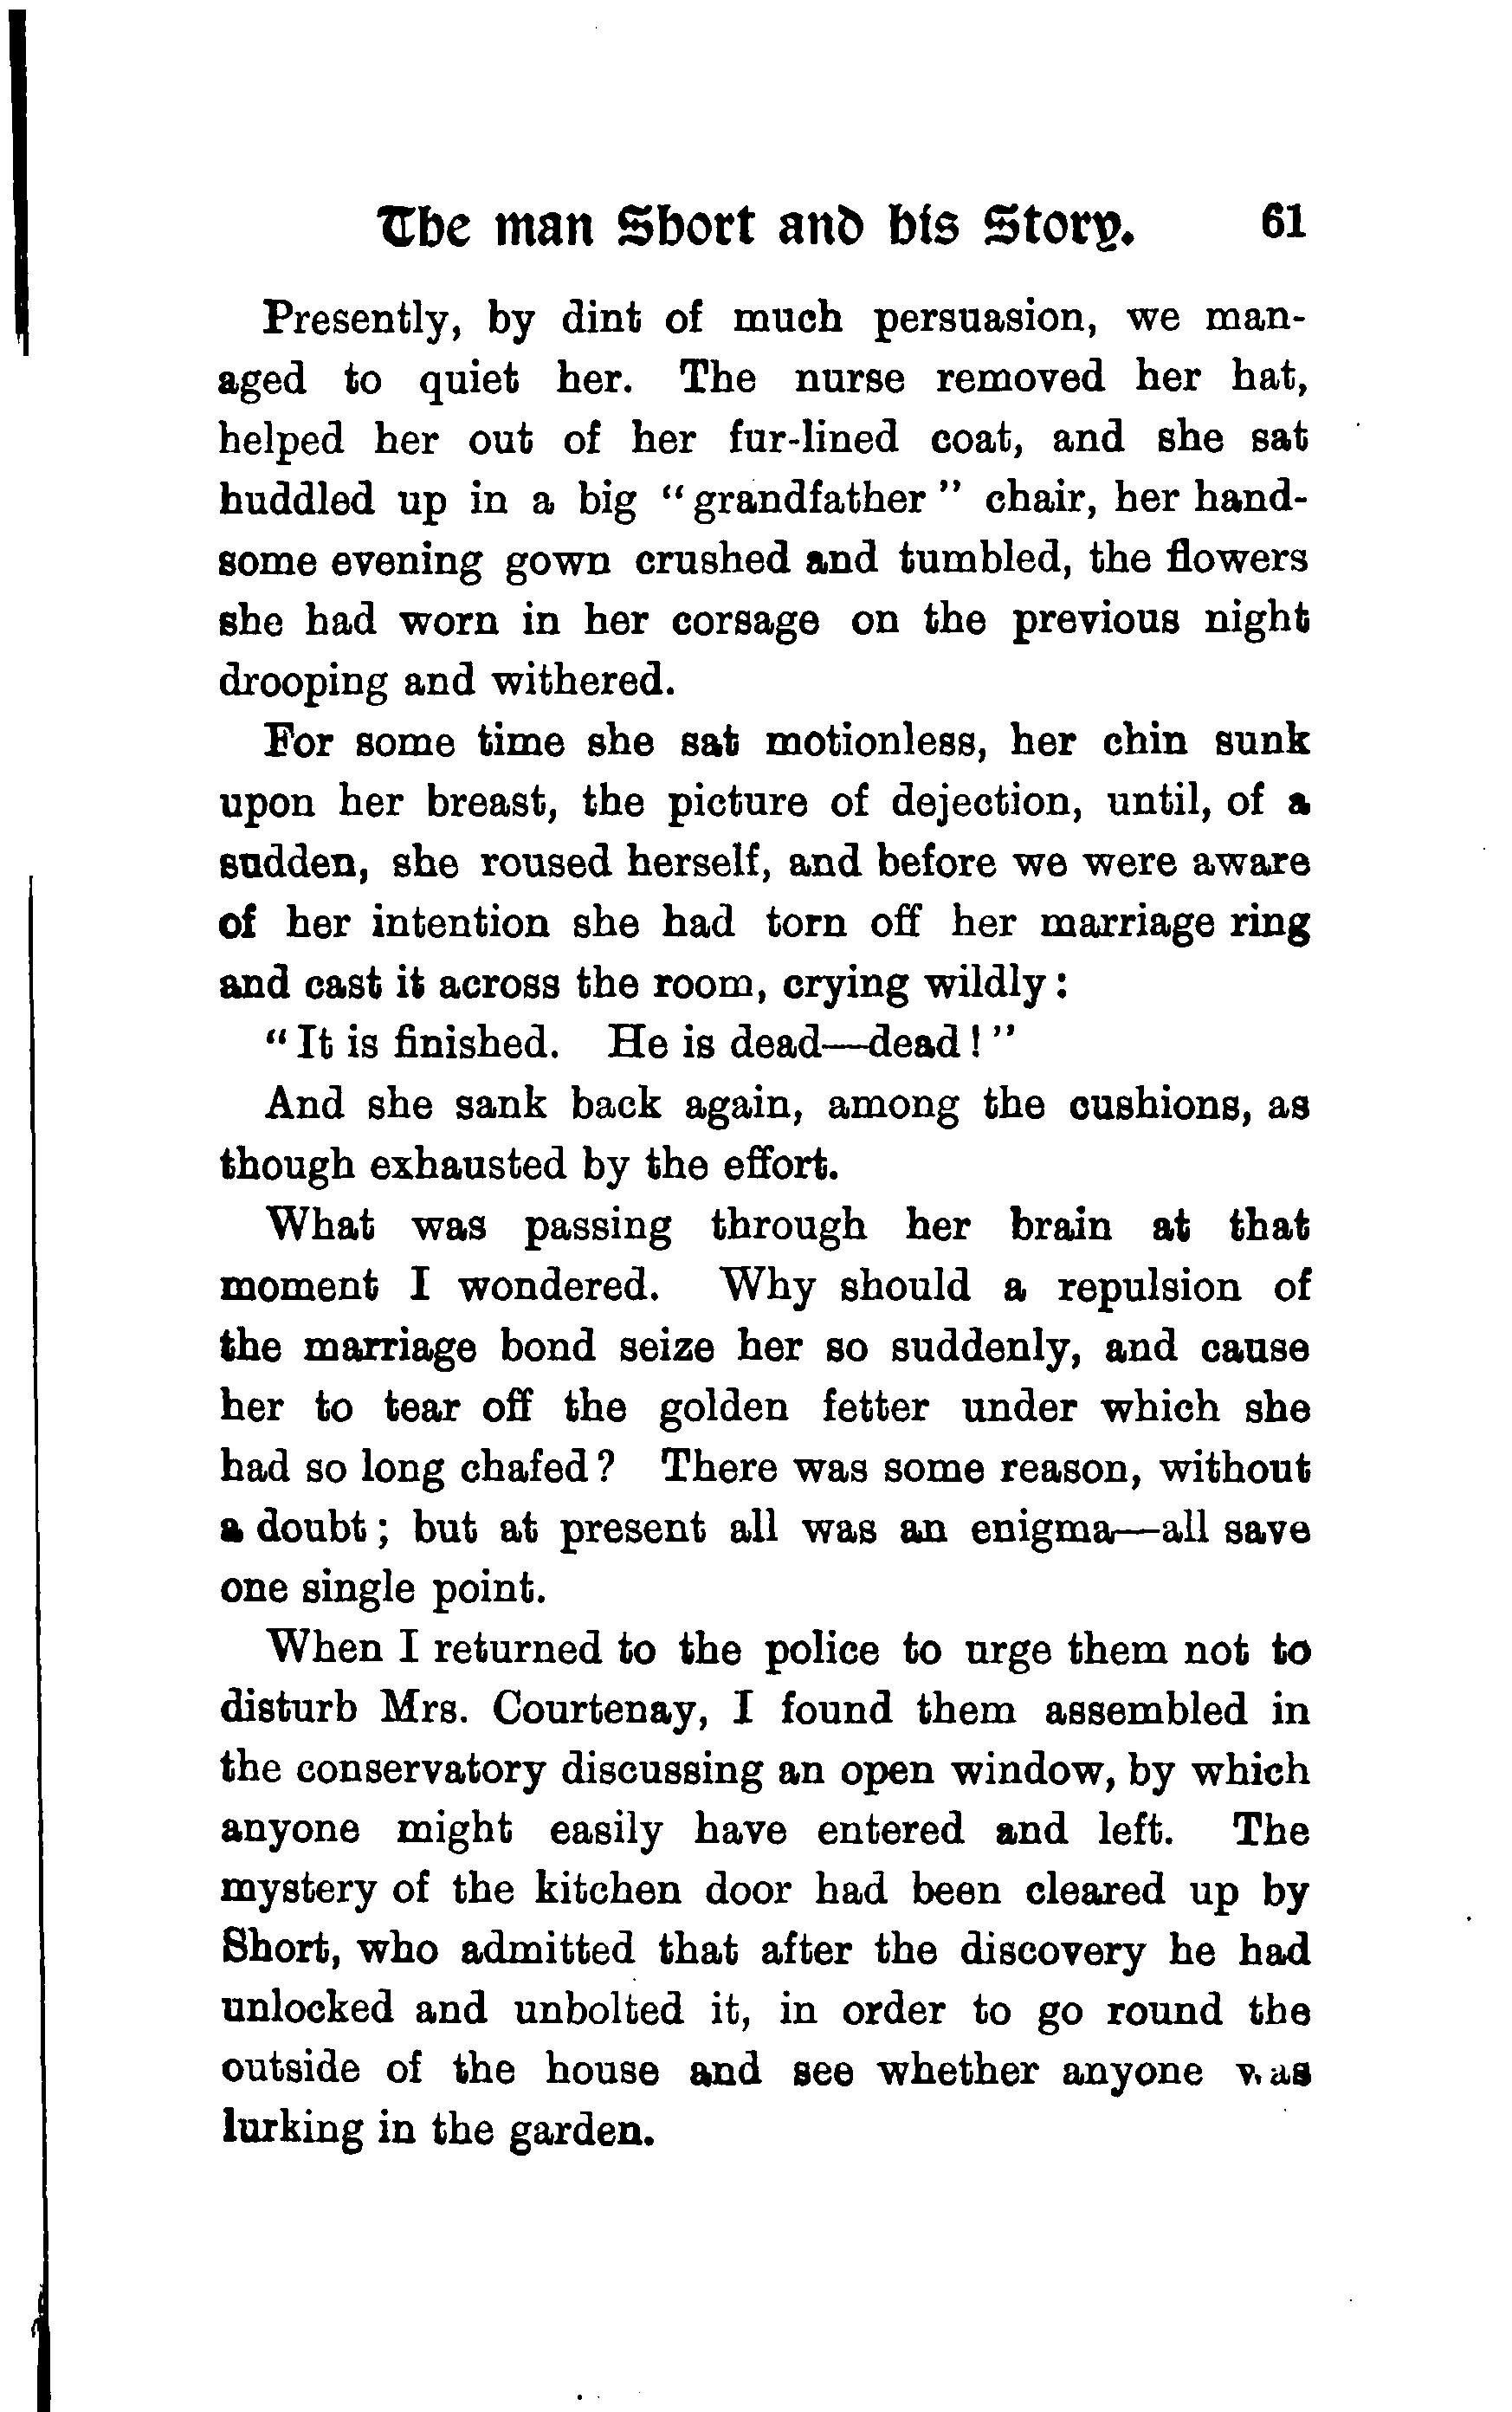 The man Short and his Story. 61
Presently, by dint of much persuasion, we man-
aged to quiet her. The nurse removed her hat,
helped her out of her fur-lined coat, and she sat
huddled up in a big "grandfather" chair, her hand-
some evening gown crushed and tumbled, the flowers
she had worn in her corsage on the previous night
drooping and withered.
For some time she sat motionless, her chin sunk
upon her breast, the picture of dejection, until, of a
sudden, she roused herself, and before we were aware
of her intention she had torn off her marriage ring
and cast it across the room, crying wildly:
"It is finished. He is dead—dead!"
And she sank back again, among the cushions, as
though exhausted by the effort.
What was passing through her brain at that
moment I wondered. Why should a repulsion of
the marriage bond seize her so suddenly, and cause
her to tear off the golden fetter under which she
had so long chafed? There was some reason, without
a doubt; but at present all was an enigma—all save
one single point.
When I returned to the police to urge them not to
disturb Mrs. Courtenay, I found them assembled in
the conservatory discussing an open window, by which
anyone might easily have entered and left. The
mystery of the kitchen door had been cleared up by
Short, who admitted that after the discovery he had
unlocked and unbolted it, in order to go round the
outside of the house and see whether anyone was
lurking in the garden.